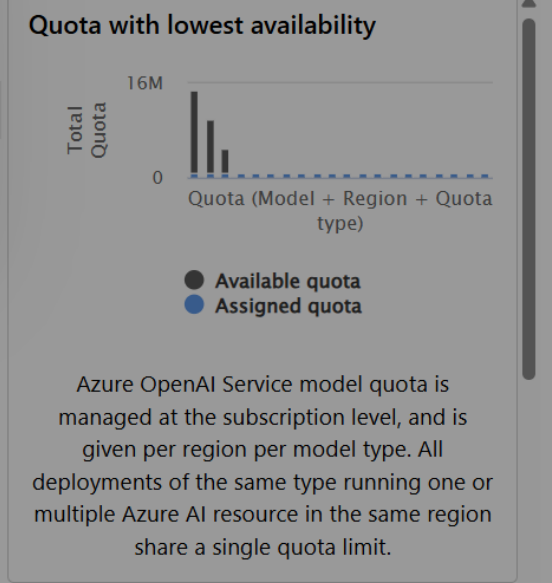 Quota with lowest availability
16M
Total
Quota
0
Quota (Model + Region + Quota
type)
Available quota
Assigned quota
Azure OpenAI Service model quota is
managed at the subscription level, and is
given per region per model type. All
deployments of the same type running one or
multiple Azure AI resource in the same region
share a single quota limit.